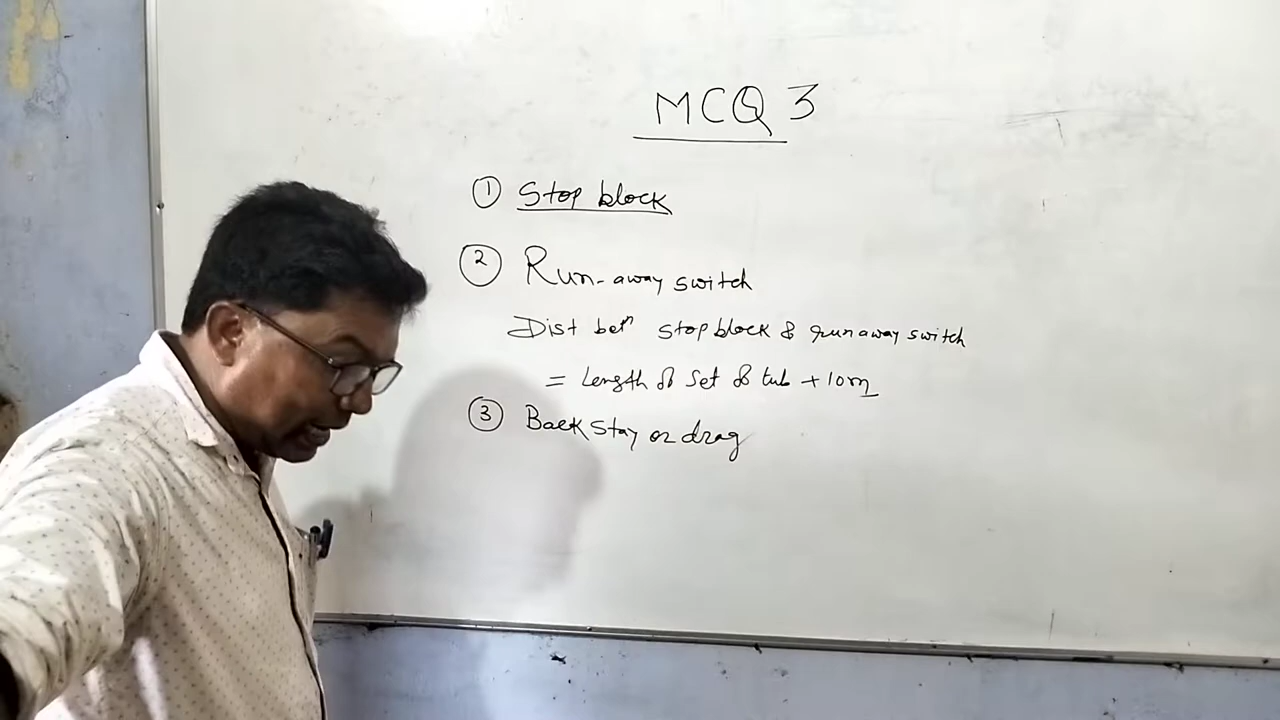 MCQ 3
① Stop block
② Run-away switch
Dist betn stop block & runaway switch
= Length of Set of tub + 10m
③ Back stay or drag